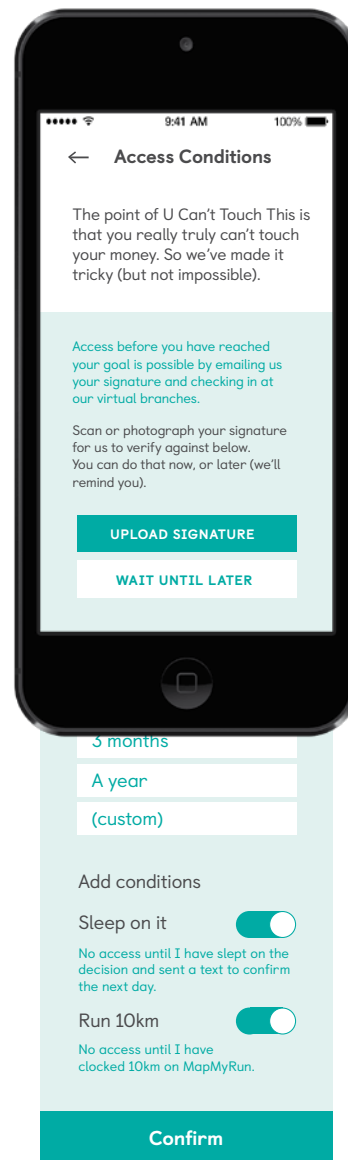 9:41 AM
100%
Access Conditions
The point of U Can't Touch This is
that you really truly can't touch
your money. So we've made it
tricky (but not impossible).
Access before you have reached
your goal is possible by emailing us
your signature and checking in at
our virtual branches.
Scan or photograph your signature
for us to verify against below.
You can do that now, or later (we'll
remind you).
UPLOAD SIGNATURE
WAIT UNTIL LATER
3 months
A year
(custom)
Add conditions
Sleep on it
No access until I have slept on the
decision and sent a text to confirm
the next day.
Run 10km
No access until I have
clocked 10km on MapMyRun.
Confirm